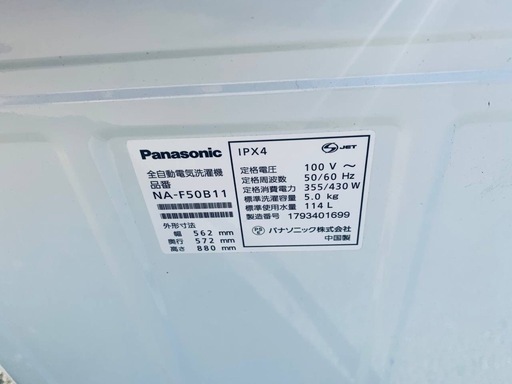 Panasonic
全自動電気洗濯機
品番
NA-F50B11
外形寸法
幅 562 mm
奥行 572 mm
高さ 880 mm
IPX4
JET
定格電圧 100 V ～
定格周波数 50/60 Hz
定格消費電力 355/430 W
標準洗濯容量 5.0 kg
標準使用水量 114 L
製造番号 1793401699
パナソニック株式会社
中国製